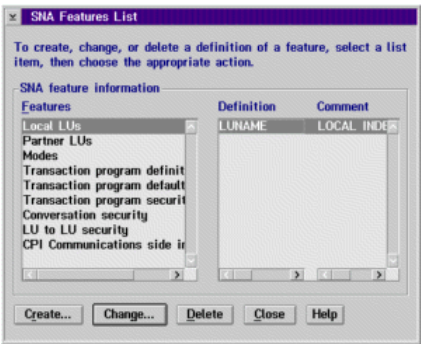 SNA Features List
To create, change, or delete a definition of a feature, select a list
item, then choose the appropriate action.
SNA feature information
Features
Definition
Comment
Local LUs
LUNAME
LOCAL INDE
Partner LUs
Modes
Transaction program definit
Transaction program default
Transaction program securit
Conversation security
LU to LU security
CPI Communications side in
Create...
Change...
Delete
Close
Help